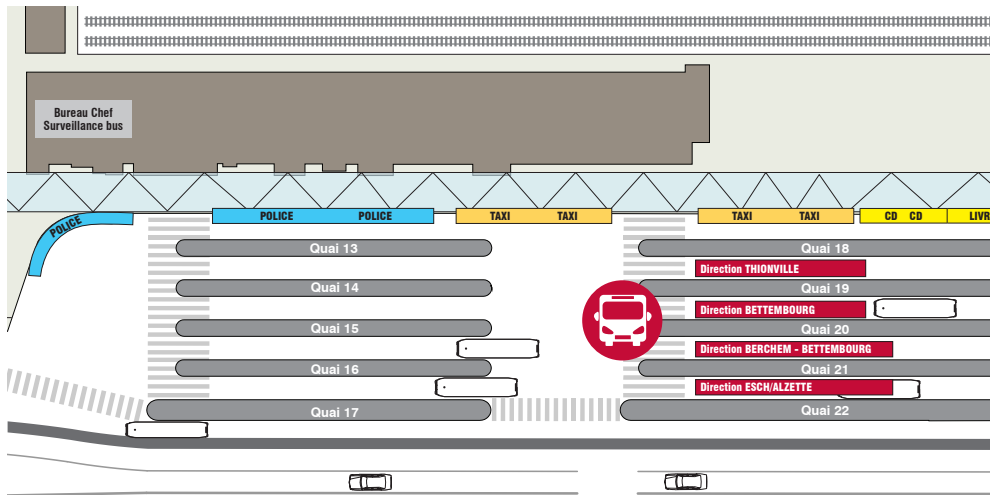 Bureau Chef
Surveillance bus
POLICE
POLICE POLICE
TAXI TAXI
TAXI TAXI
CD CD
LIVR
Quai 13
Quai 14
Quai 15
Quai 16
Quai 17
Quai 18
Direction THIONVILLE
Quai 19
Direction BETTEMBOURG
Quai 20
Direction BERCHEM - BETTEMBOURG
Quai 21
Direction ESCH/ALZETTE
Quai 22